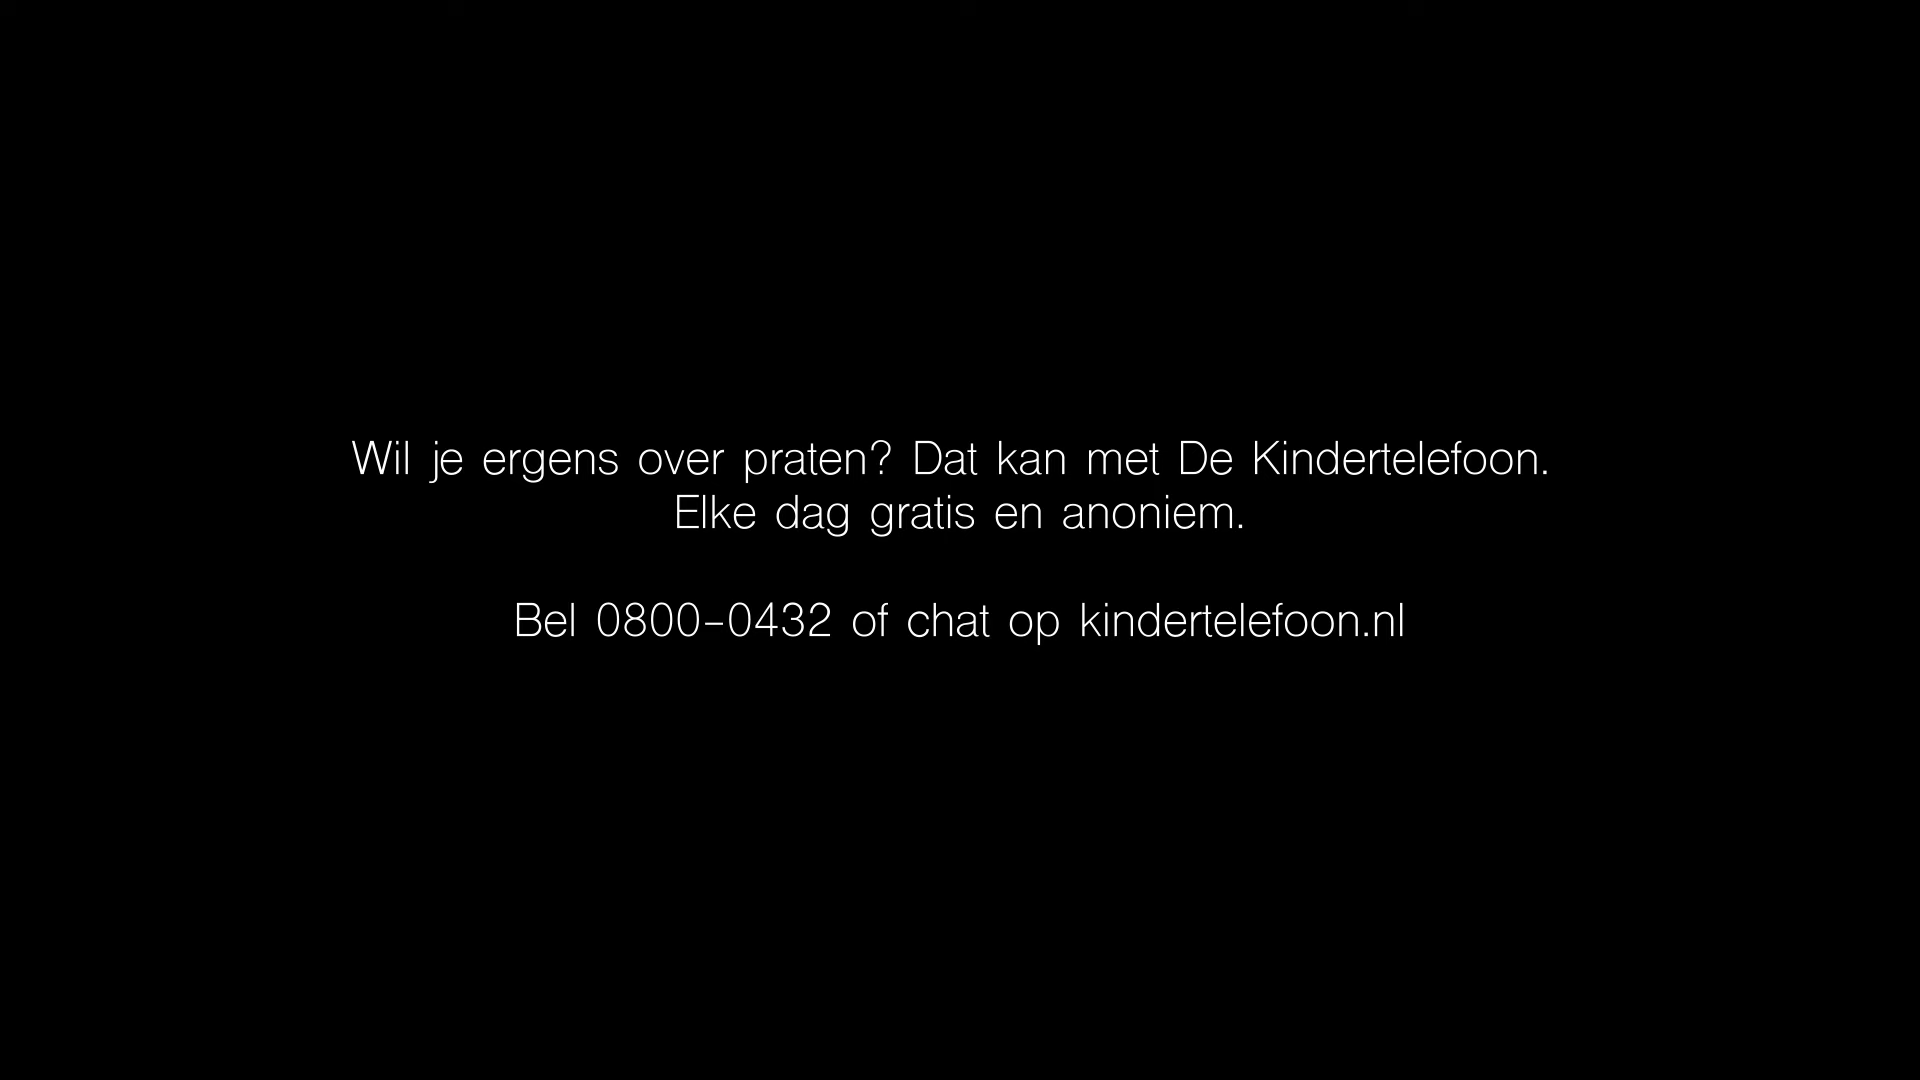 Wil je ergens over praten? Dat kan met De Kindertelefoon.
Elke dag gratis en anoniem.
Bel 0800-0432 of chat op kindertelefoon.nl